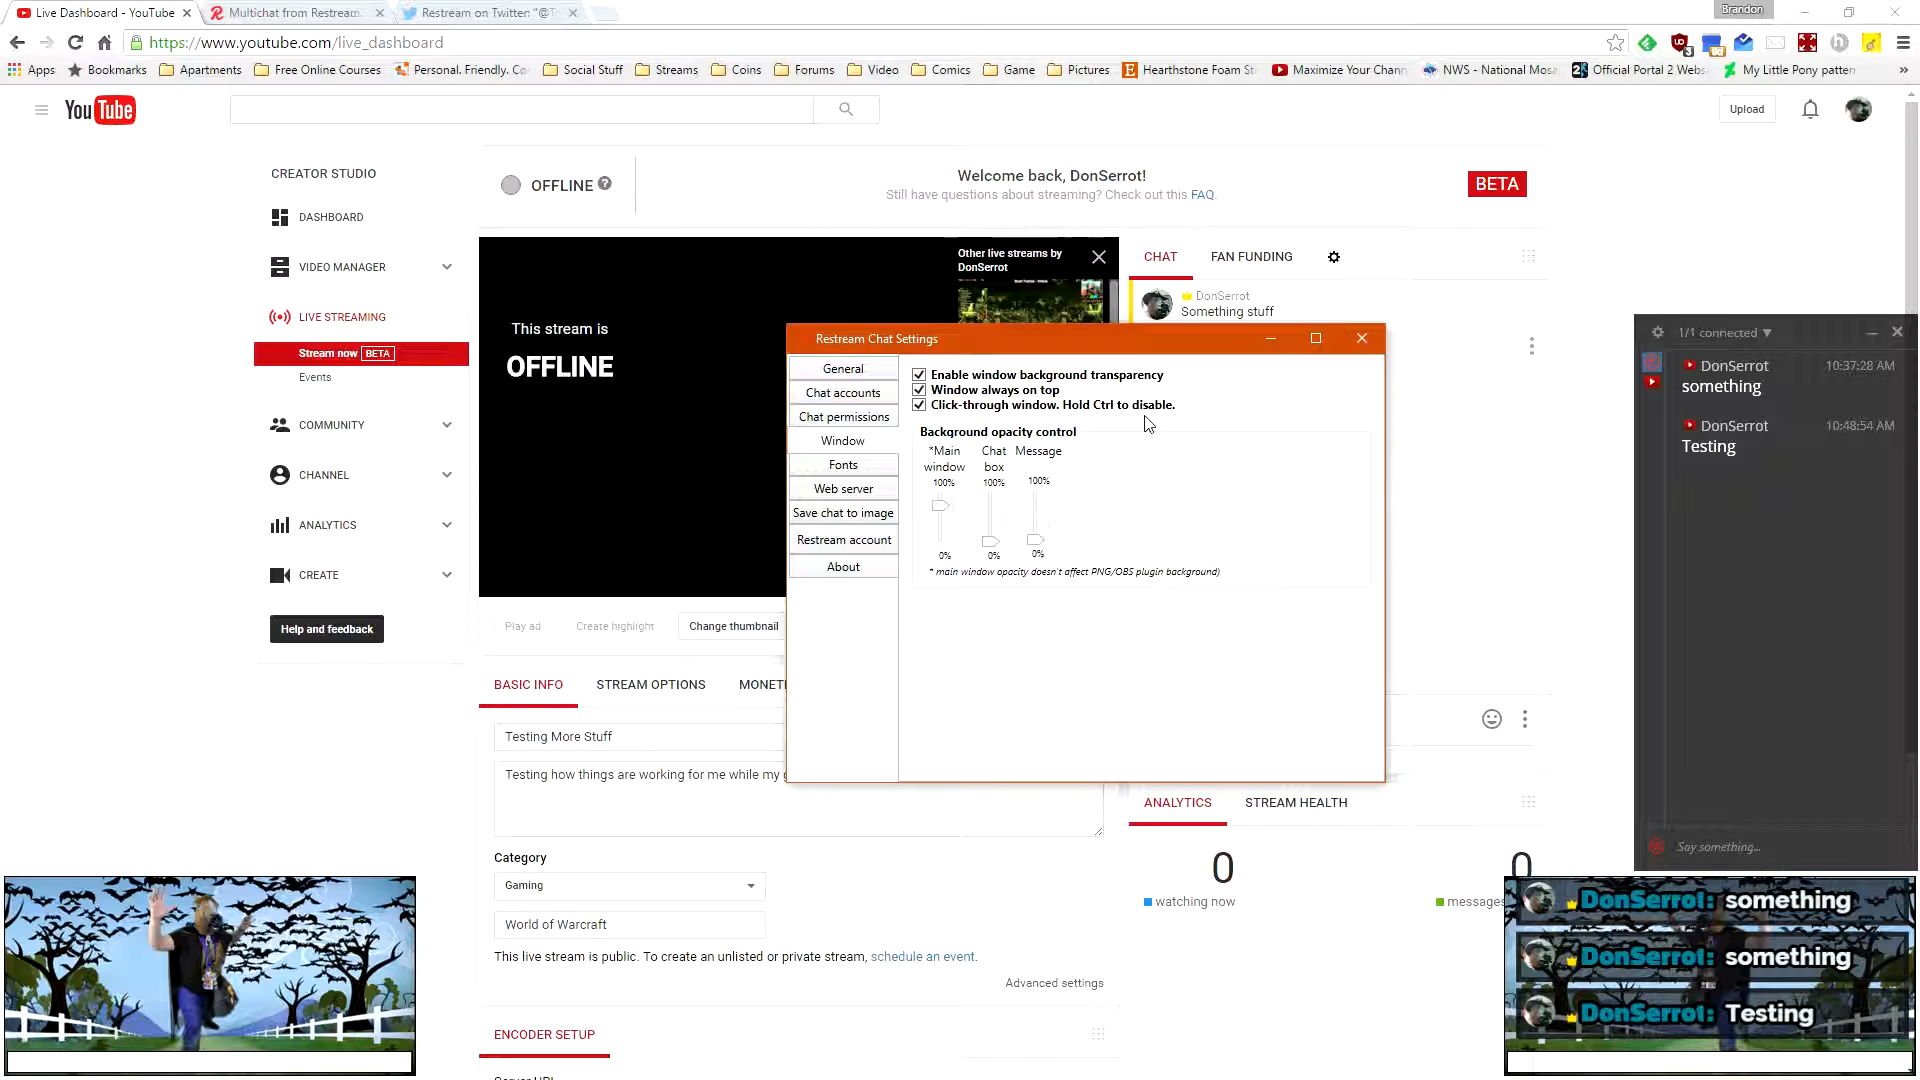 Live Dashboard - YouTube
Multichat from Restream.
Restream on Twitter: "@T
Brandon
https://www.youtube.com/live_dashboard
Apps
Bookmarks
Apartments
Free Online Courses
Personal. Friendly. Co
Social Stuff
Streams
Coins
Forums
Video
Comics
Game
Pictures
Hearthstone Foam St
Maximize Your Chann
NWS - National Mosa
Official Portal 2 Webs
My Little Pony patter
»
YouTube
Upload
CREATOR STUDIO
DASHBOARD
VIDEO MANAGER
LIVE STREAMING
Stream now BETA
Events
COMMUNITY
CHANNEL
ANALYTICS
CREATE
Help and feedback
OFFLINE ?
Welcome back, DonSerrot!
Still have questions about streaming? Check out this FAQ.
BETA
This stream is
OFFLINE
Other live streams by
DonSerrot
CHAT
FAN FUNDING
DonSerrot
Something stuff
Restream Chat Settings
General
Chat accounts
Chat permissions
Window
Fonts
Web server
Save chat to image
Restream account
About
Enable window background transparency
Window always on top
Click-through window. Hold Ctrl to disable.
Background opacity control
*Main window
Chat box
Message
100%
100%
100%
0%
0%
0%
* main window opacity doesn't affect PNG/OBS plugin background)
1/1 connected
DonSerrot 10:37:28 AM
something
DonSerrot 10:48:54 AM
Testing
Say something...
Play ad
Create highlight
Change thumbnail
BASIC INFO
STREAM OPTIONS
MONET
Testing More Stuff
Testing how things are working for me while my
Category
Gaming
World of Warcraft
This live stream is public. To create an unlisted or private stream, schedule an event.
Advanced settings
ENCODER SETUP
ANALYTICS
STREAM HEALTH
0
watching now
0
messages
DonSerrot: something
DonSerrot: something
DonSerrot: Testing